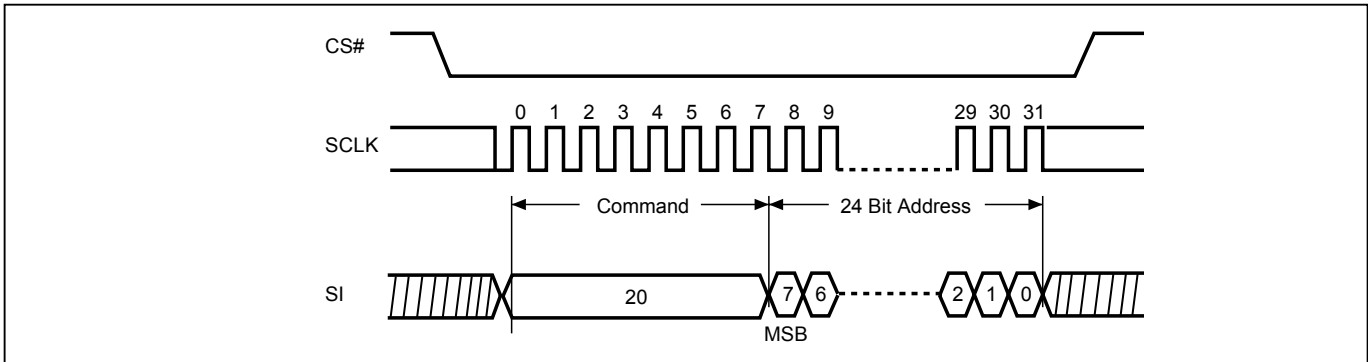 CS#
0 1 2 3 4 5 6 7 8 9 29 30 31
SCLK
Command 24 Bit Address
SI 20 7 6 2 1 0
MSB